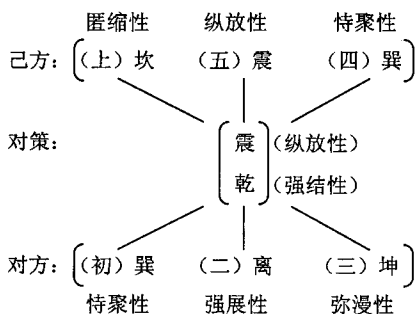 匿缩性 纵放性 恃聚性
己方：（上）坎 （五）震 （四）巽
对策： 震（纵放性）
乾（强结性）
对方：（初）巽 （二）离 （三）坤
恃聚性 强展性 弥漫性